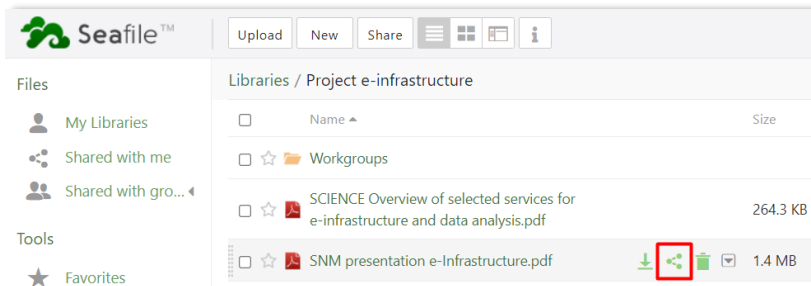 Seafile™
Upload New Share
Files
Libraries / Project e-infrastructure
My Libraries
Name Size
Shared with me
Workgroups
Shared with gro...
SCIENCE Overview of selected services for
e-infrastructure and data analysis.pdf
264.3 KB
Tools
SNM presentation e-Infrastructure.pdf 1.4 MB
Favorites